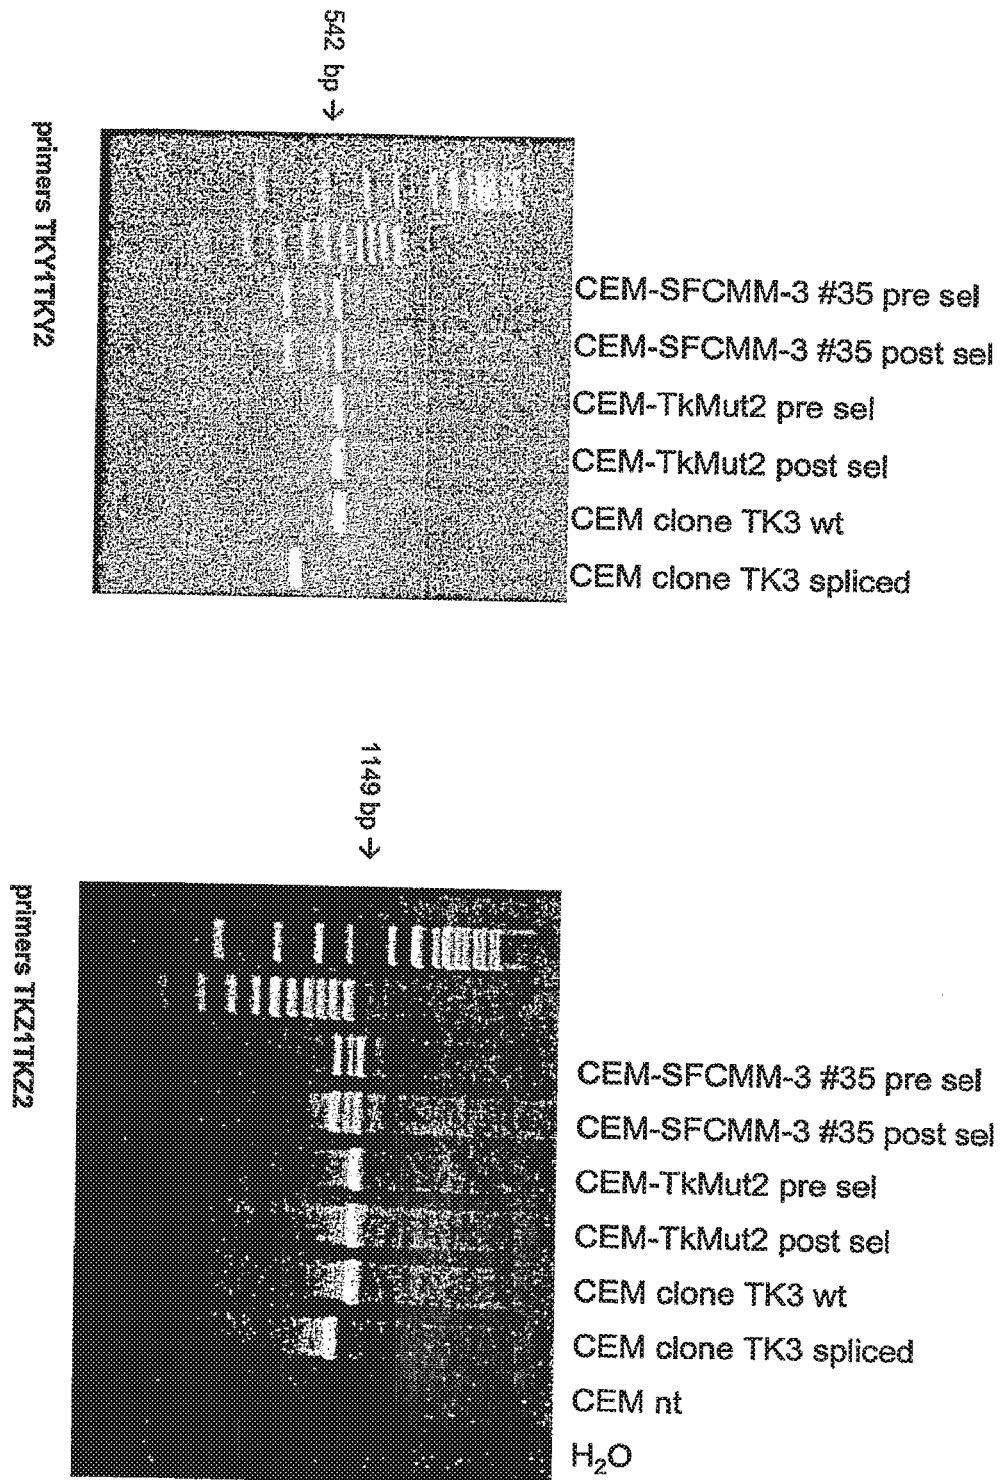 542 bp →
CEM-SFCMM-3 #35 pre sel
CEM-SFCMM-3 #35 post sel
CEM-TkMut2 pre sel
CEM-TkMut2 post sel
CEM clone TK3 wt
CEM clone TK3 spliced
primers TKY1TKY2
1149 bp →
CEM-SFCMM-3 #35 pre sel
CEM-SFCMM-3 #35 post sel
CEM-TkMut2 pre sel
CEM-TkMut2 post sel
CEM clone TK3 wt
CEM clone TK3 spliced
CEM nt
H₂O
primers TKZ1TKZ2